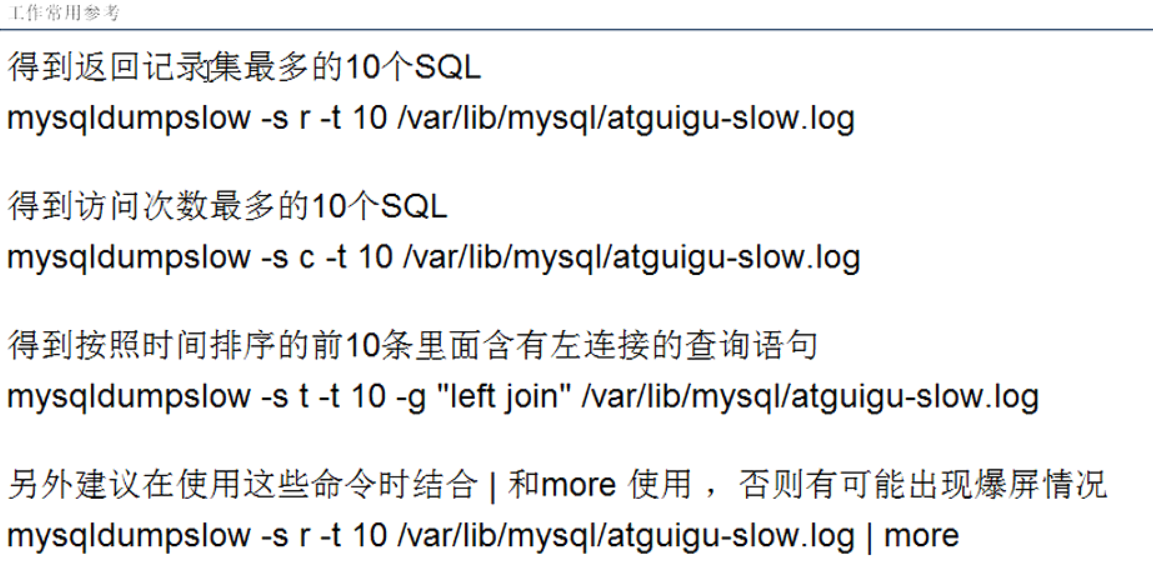 工作常用参考
得到返回记录集最多的10个SQL
mysqldumpslow -s r -t 10 /var/lib/mysql/atguigu-slow.log
得到访问次数最多的10个SQL
mysqldumpslow -s c -t 10 /var/lib/mysql/atguigu-slow.log
得到按照时间排序的前10条里面含有左连接的查询语句
mysqldumpslow -s t -t 10 -g "left join" /var/lib/mysql/atguigu-slow.log
另外建议在使用这些命令时结合 | 和more 使用 ，否则有可能出现爆屏情况
mysqldumpslow -s r -t 10 /var/lib/mysql/atguigu-slow.log | more